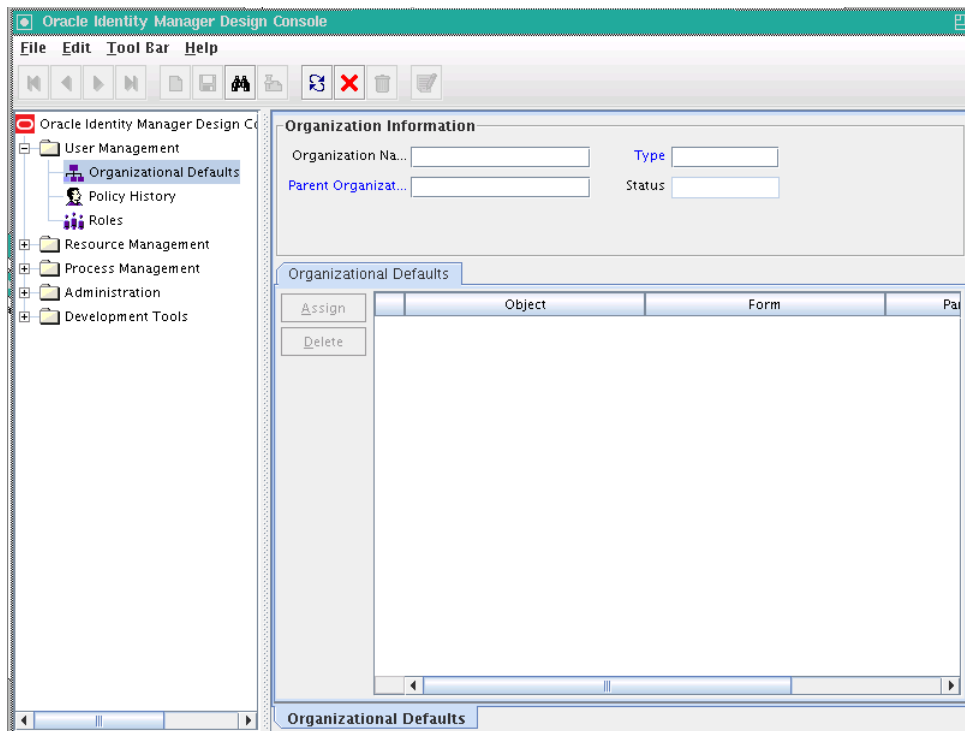 Oracle Identity Manager Design Console
File Edit Tool Bar Help
Oracle Identity Manager Design Co
User Management
Organizational Defaults
Policy History
Roles
Resource Management
Process Management
Administration
Development Tools
Organization Information
Organization Na... Type
Parent Organizat... Status
Organizational Defaults
Assign
Delete
Object Form Par
Organizational Defaults